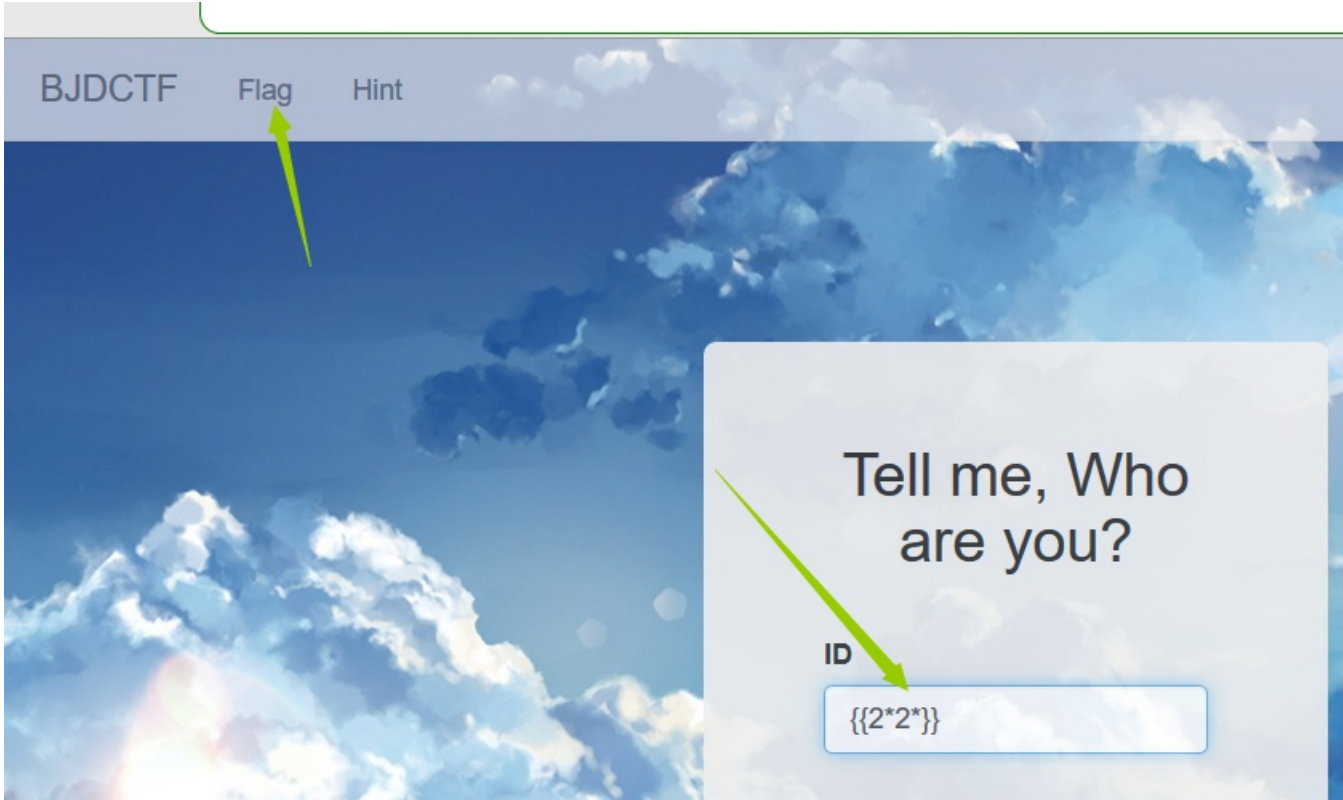 BJDCTF Flag Hint
Tell me, Who
are you?
ID
{{2*2*}}